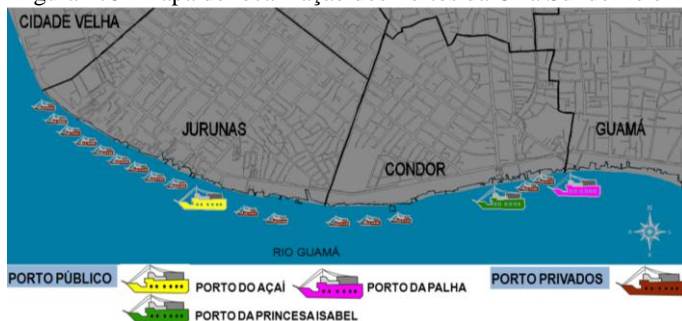 CIDADE VELHA
JURUNAS
GUAMÁ
CONDOR
RIO GUAMÁ
PORTO PÚBLICO
PORTO DO AÇAÍ
PORTO DA PALHA
PORTO PRIVADOS
PORTO DA PRINCESA ISABEL